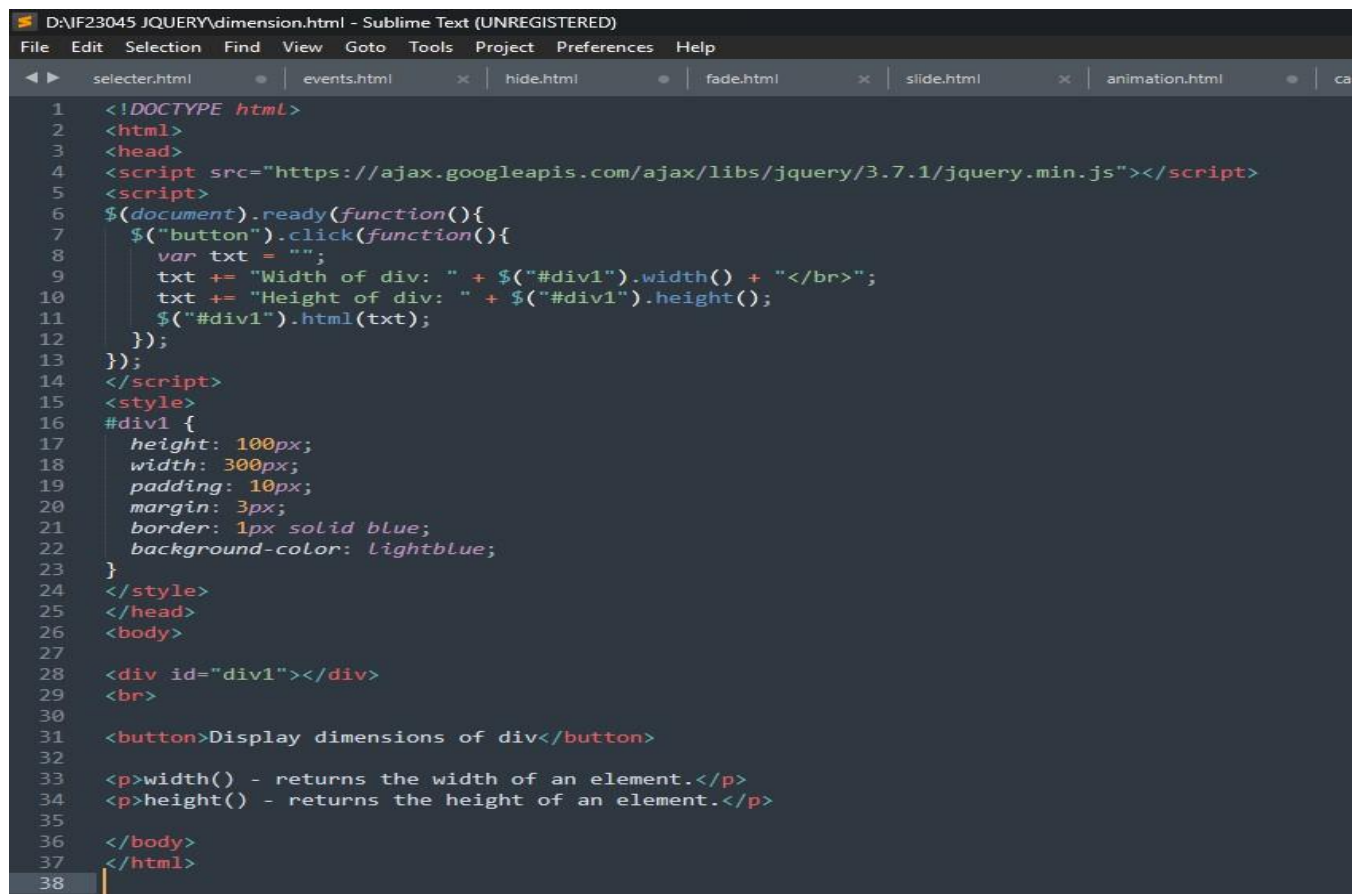 D:\IF23045 JQUERY\dimension.html - Sublime Text (UNREGISTERED)
File Edit Selection Find View Goto Tools Project Preferences Help
selecter.html events.html hide.html fade.html slide.html animation.html ca
1 <!DOCTYPE html>
2 <html>
3 <head>
4 <script src="https://ajax.googleapis.com/ajax/libs/jquery/3.7.1/jquery.min.js"></script>
5 <script>
6 $(document).ready(function(){
7   $("button").click(function(){
8     var txt = "";
9     txt += "Width of div: " + $("#div1").width() + "</br>";
10     txt += "Height of div: " + $("#div1").height();
11     $("#div1").html(txt);
12   });
13 });
14 </script>
15 <style>
16 #div1 {
17   height: 100px;
18   width: 300px;
19   padding: 10px;
20   margin: 3px;
21   border: 1px solid blue;
22   background-color: lightblue;
23 }
24 </style>
25 </head>
26 <body>
27
28 <div id="div1"></div>
29 <br>
30
31 <button>Display dimensions of div</button>
32
33 <p>width() - returns the width of an element.</p>
34 <p>height() - returns the height of an element.</p>
35
36 </body>
37 </html>
38